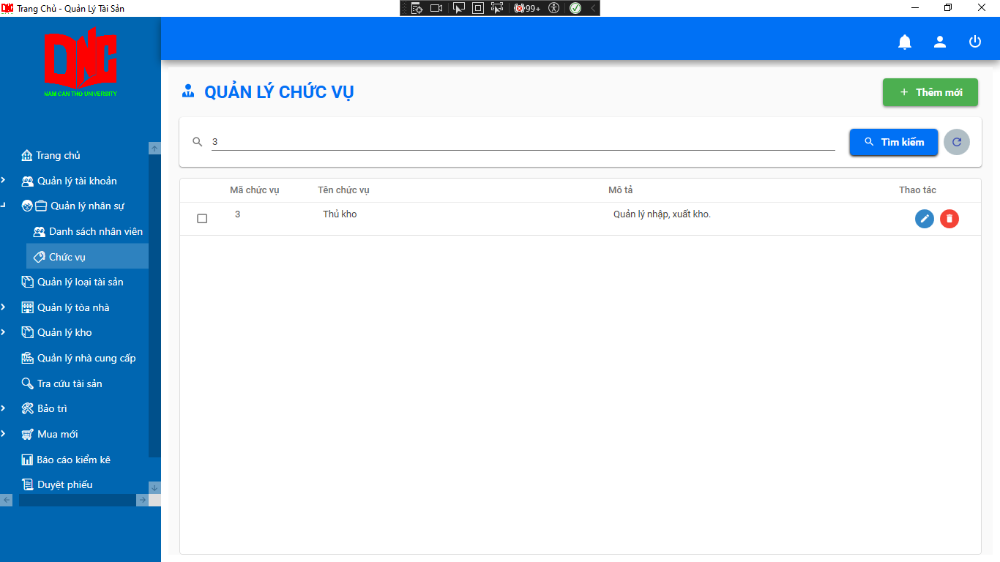 Trang Chủ - Quản Lý Tài Sản
99+
DNC
NAM CAN THO UNIVERSITY
Trang chủ
Quản lý tài khoản
Quản lý nhân sự
Danh sách nhân viên
Chức vụ
Quản lý loại tài sản
Quản lý tòa nhà
Quản lý kho
Quản lý nhà cung cấp
Tra cứu tài sản
Bảo trì
Mua mới
Báo cáo kiểm kê
Duyệt phiếu
QUẢN LÝ CHỨC VỤ
+ Thêm mới
3
Tìm kiếm
Mã chức vụ Tên chức vụ Mô tả Thao tác
3 Thủ kho Quản lý nhập, xuất kho.